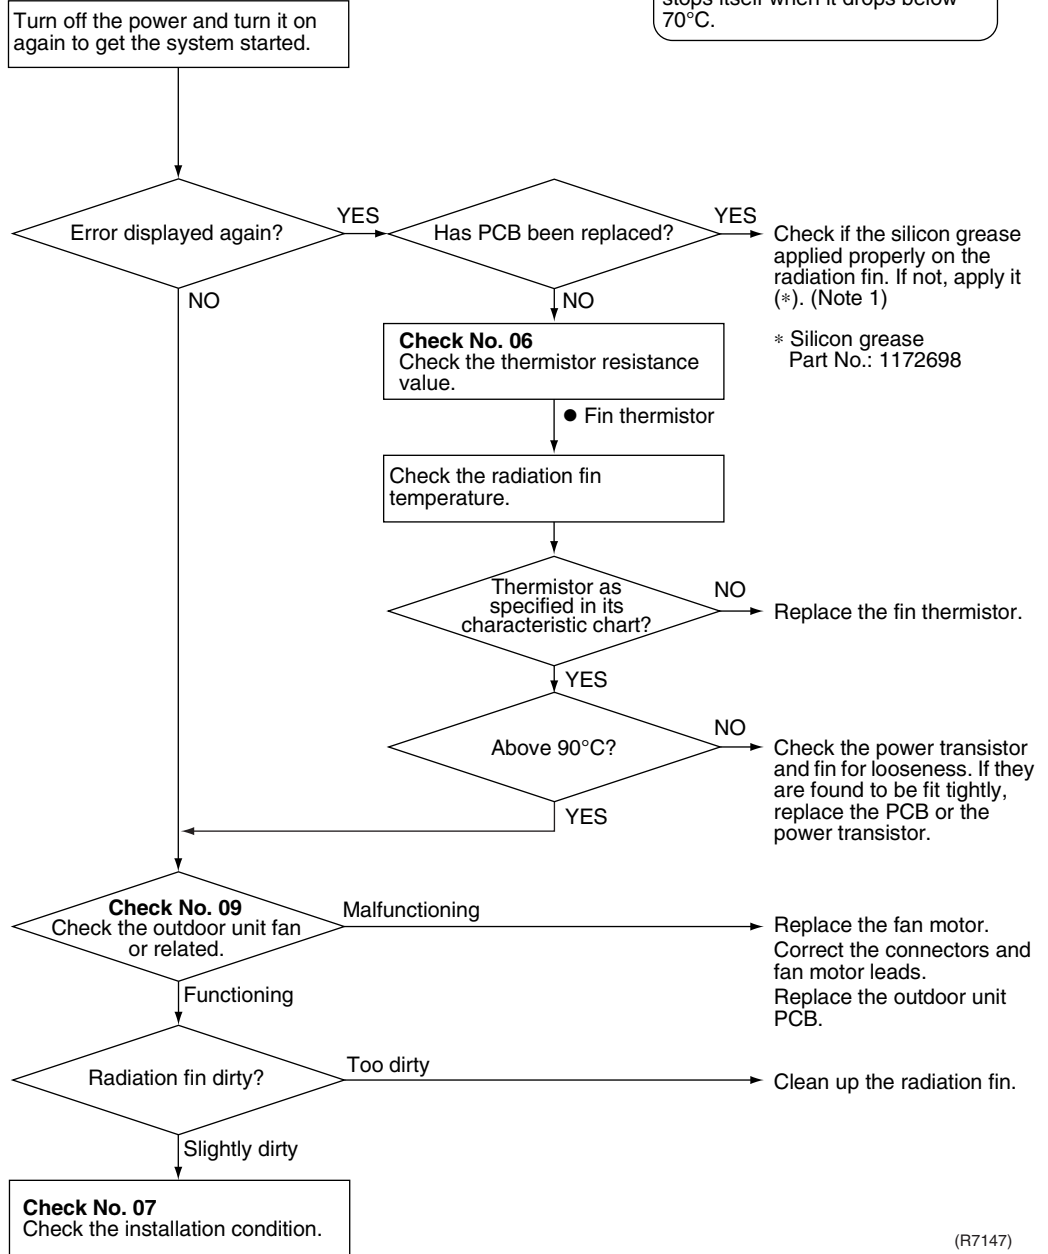 Turn off the power and turn it on
again to get the system started.
stops itself when it drops below
70°C.
Error displayed again?
YES
Has PCB been replaced?
YES
Check if the silicon grease
applied properly on the
radiation fin. If not, apply it
(∗). (Note 1)
∗ Silicon grease
Part No.: 1172698
NO
NO
Check No. 06
Check the thermistor resistance
value.
● Fin thermistor
Check the radiation fin
temperature.
Thermistor as
specified in its
characteristic chart?
NO
Replace the fin thermistor.
YES
Above 90°C?
NO
Check the power transistor
and fin for looseness. If they
are found to be fit tightly,
replace the PCB or the
power transistor.
YES
Check No. 09
Check the outdoor unit fan
or related.
Malfunctioning
Replace the fan motor.
Correct the connectors and
fan motor leads.
Replace the outdoor unit
PCB.
Functioning
Radiation fin dirty?
Too dirty
Clean up the radiation fin.
Slightly dirty
Check No. 07
Check the installation condition.
(R7147)